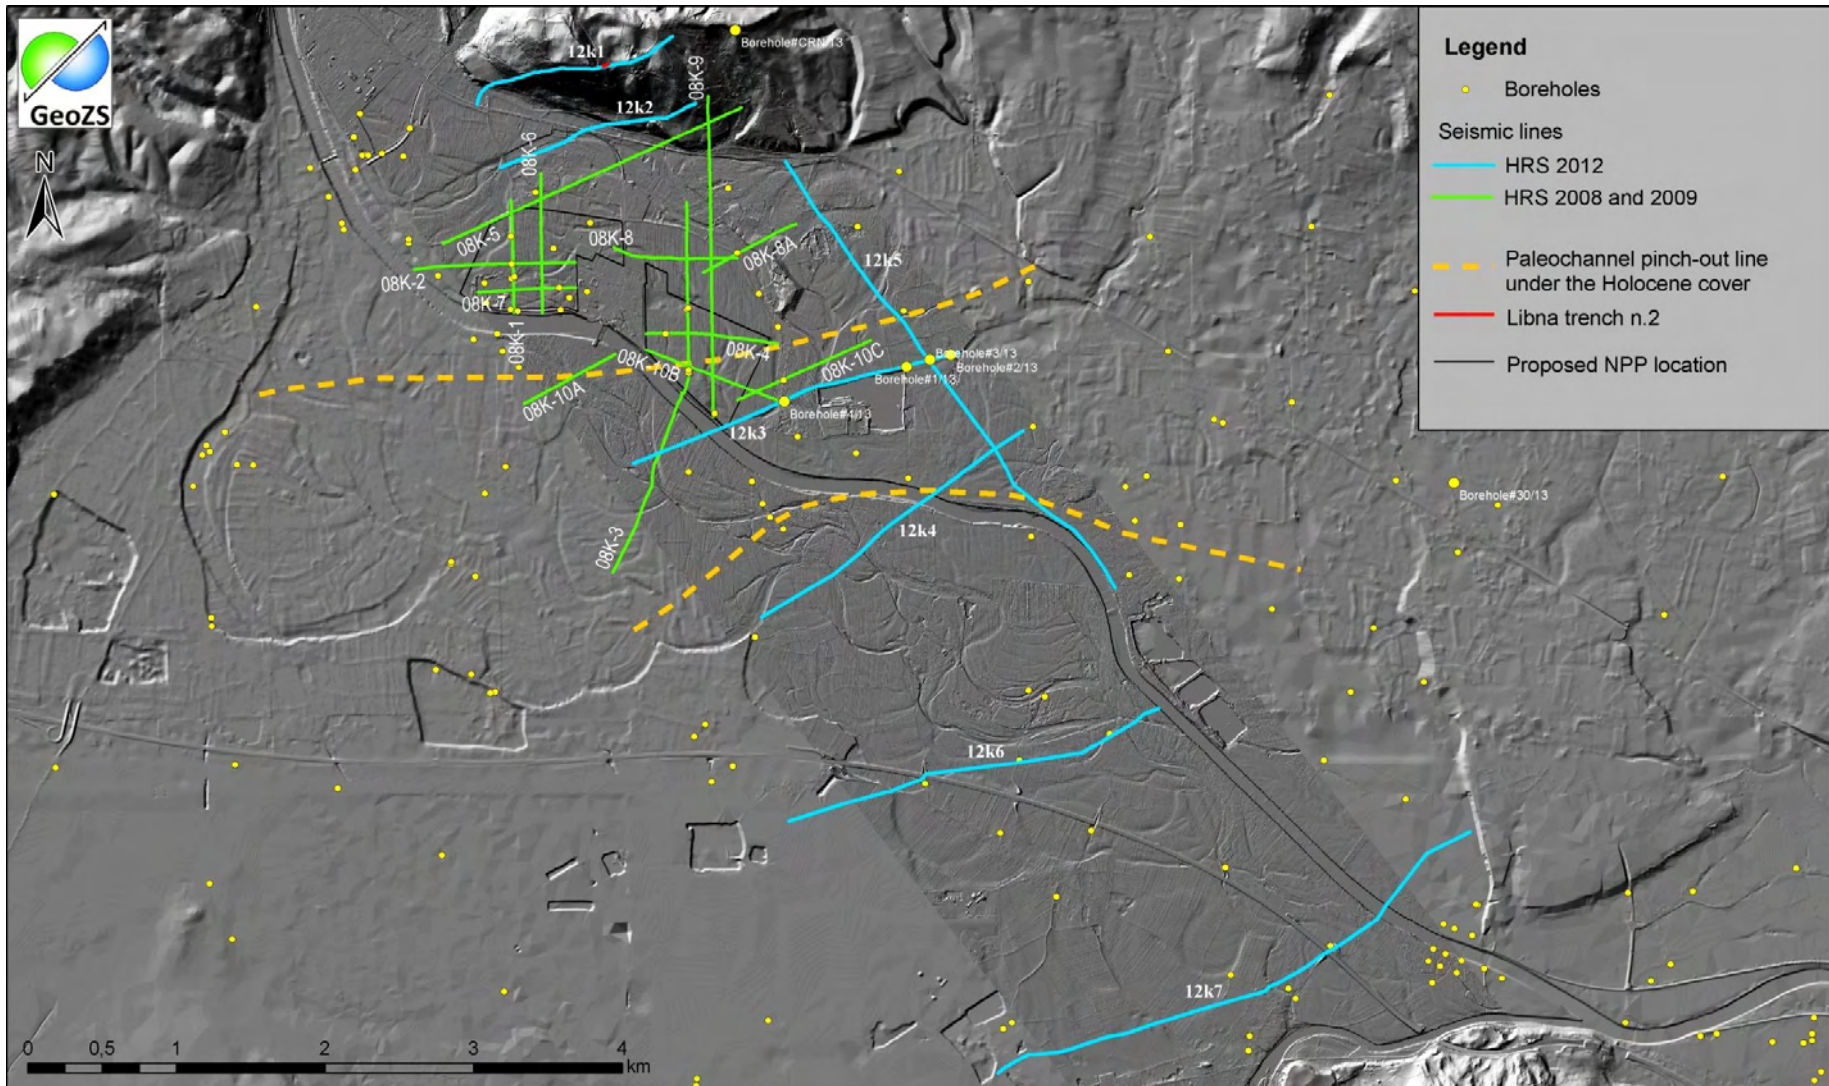 GeoZS
N
12k1
Borehole#CRN/13
08K-9
12k2
08K-6
08K-5
08K-8
08K-8A
08K-2
12k5
08K-7
08K-1
08K-4
08K-10C
08K-10B
08K-10A
Borehole#3/13
Borehole#2/13
Borehole#1/13
Borehole#4/13
12k3
Borehole#30/13
08K-3
12k4
12k6
12k7
Legend
Boreholes
Seismic lines
HRS 2012
HRS 2008 and 2009
Paleochannel pinch-out line
under the Holocene cover
Libna trench n.2
Proposed NPP location
0 0,5 1 2 3 4
km